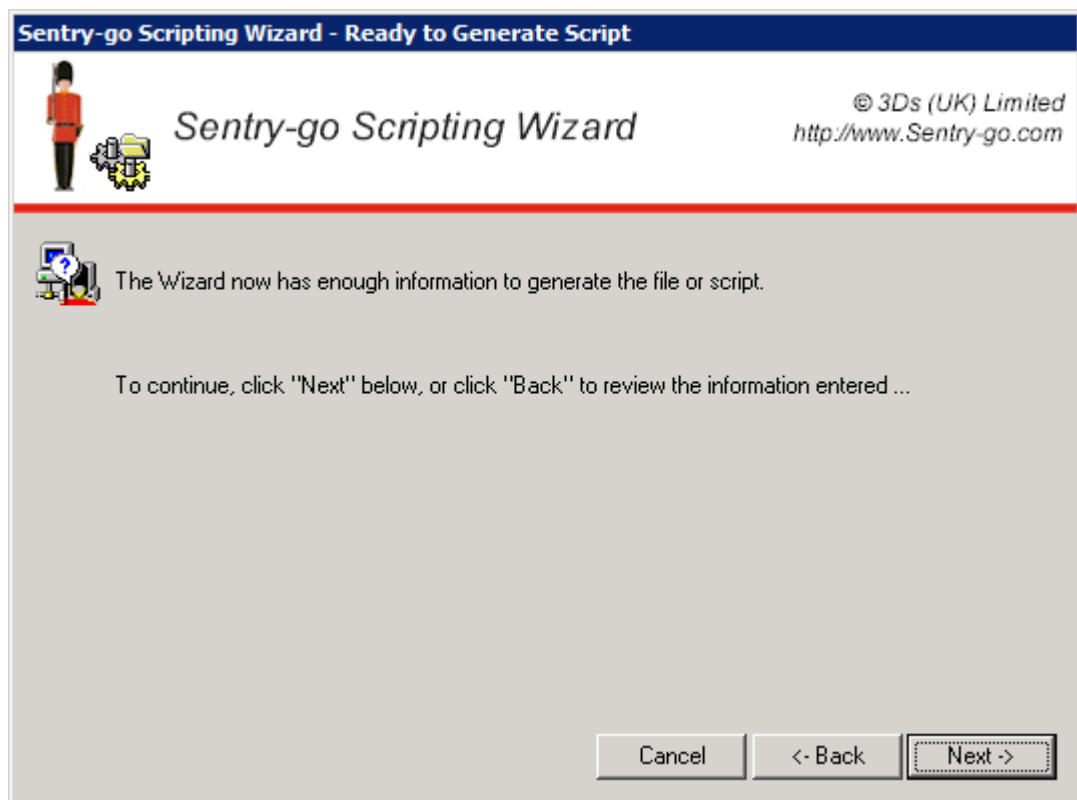 Sentry-go Scripting Wizard - Ready to Generate Script
Sentry-go Scripting Wizard
© 3Ds (UK) Limited
http://www.Sentry-go.com
?
The Wizard now has enough information to generate the file or script.
To continue, click "Next" below, or click "Back" to review the information entered ...
Cancel
<- Back
Next ->